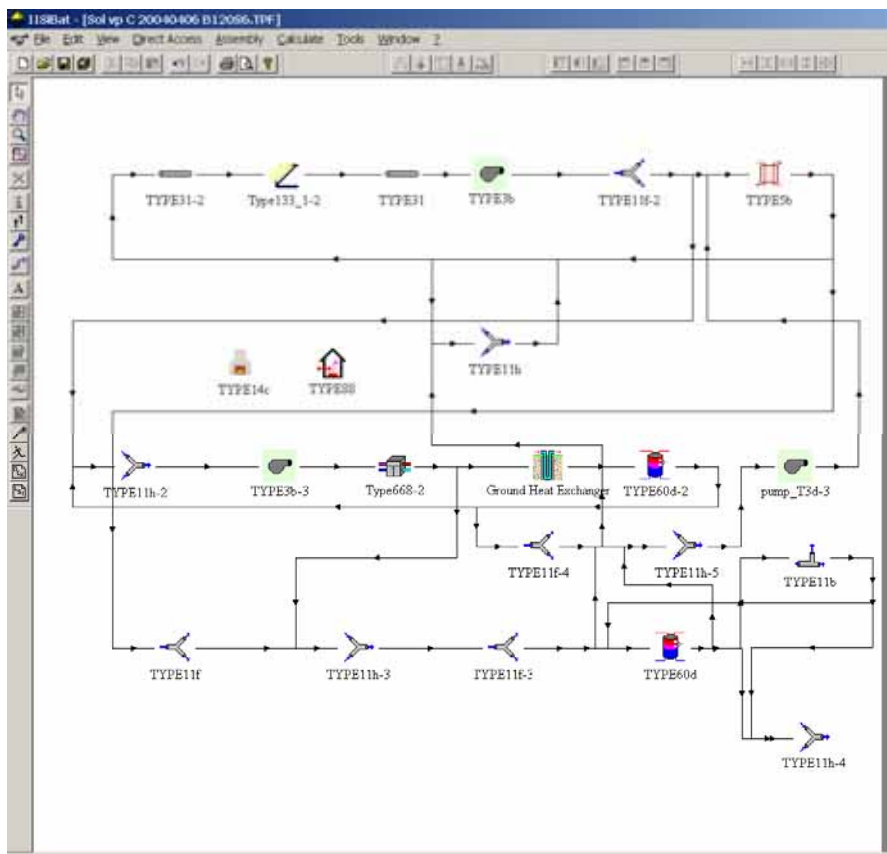 IISiBat - [Sol vp C 20040406 B12086.TPF]
File Edit View Direct Access Assembly Calculate Tools Window ?
TYPE31-2 Type133_1-2 TYPE31 TYPE3b TYPE11f-2 TYPE5b
TYPE11h
TYPE14c TYPE88
TYPE11h-2 TYPE3b-3 Type668-2 Ground Heat Exchanger TYPE60d-2 pump_T3d-3
TYPE11f-4 TYPE11h-5 TYPE11b
TYPE11f TYPE11h-3 TYPE11f-3 TYPE60d
TYPE11h-4